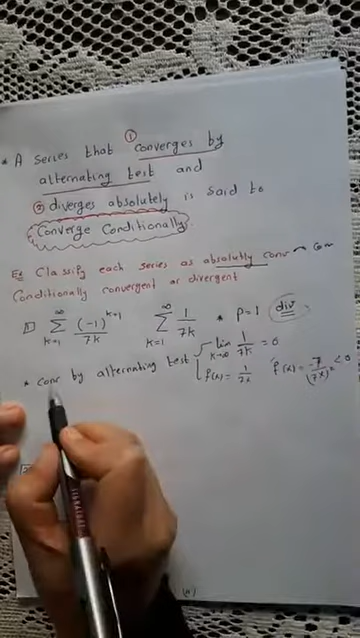 * A series that ① converges by
alternating test and
② diverges absolutely is said to
Converge Conditionally
Ex Classify each series as absolutly conv
Conditionally convergent or divergent
1 ∞ ∑ k=1 (-1)^{k+1} / 7k ∞ ∑ k=1 1/7k * P=1 div
* conv by alternating test lim k→∞ 1/7k = 0
f(x) = 1/7x f'(x) = -7/(7x)² < 0